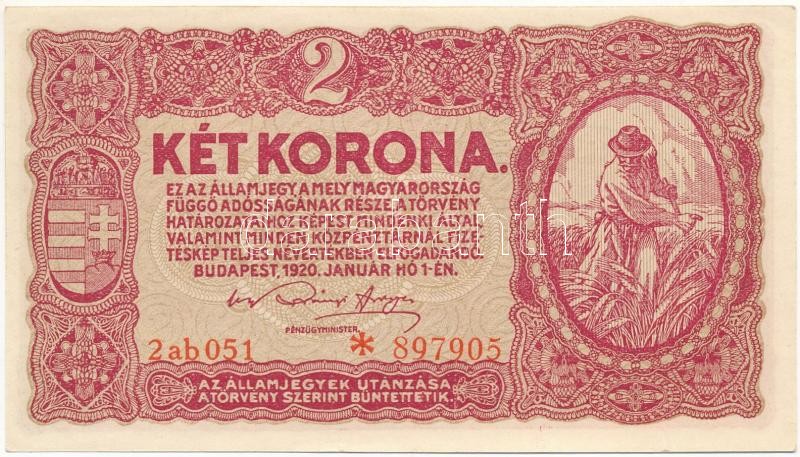 2
KÉT KORONA.
EZ AZ ÁLLAMJEGY, A MELY MAGYARORSZÁG
FÜGGŐ ADÓSSÁGÁNAK RÉSZE, A TÖRVÉNY
HATÁROZATAIHOZ KÉPEST MINDENKI ÁLTAL
VALAMINT MINDEN KÖZPÉNZTÁRNÁL FIZE-
TÉSKÉP TELJES NÉVÉRTÉKBEN ELFOGADANDÓ.
BUDAPEST, 1920. JANUÁR HÓ 1-ÉN.
PÉNZÜGYMINISTER.
2ab051 * 897905
AZ ÁLLAMJEGYEK UTÁNZÁSA
A TÖRVÉNY SZERINT BÜNTETTETIK.
darabanth